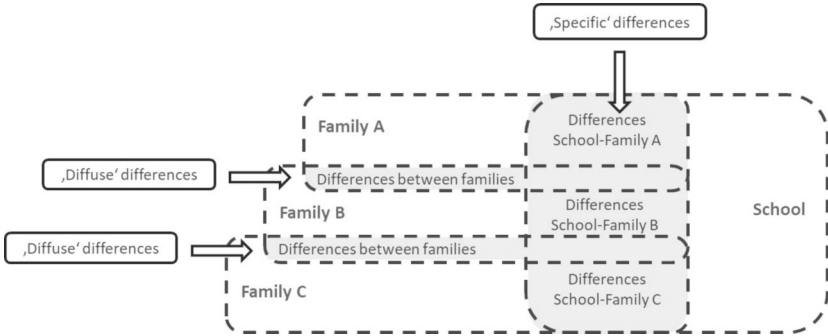 ‚Specific‘ differences
Family A
Differences
School-Family A
‚Diffuse‘ differences
Differences between families
Family B
Differences
School-Family B
School
‚Diffuse‘ differences
Differences between families
Family C
Differences
School-Family C